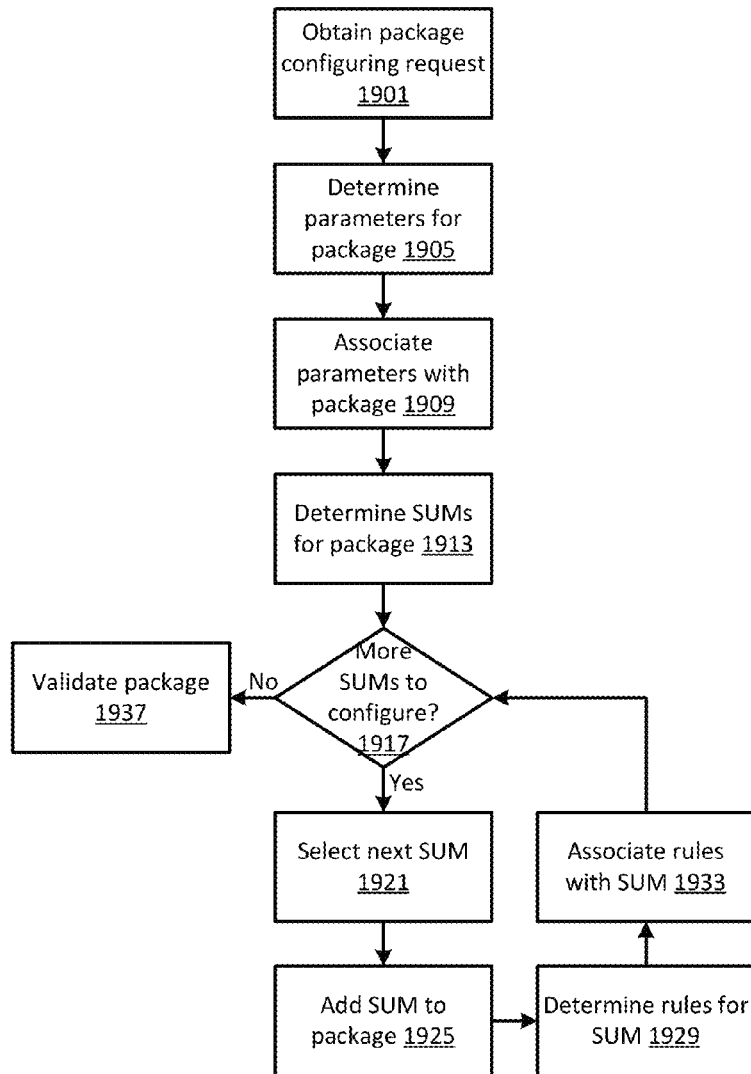 Obtain package
configuring request
1901
Determine
parameters for
package 1905
Associate
parameters with
package 1909
Determine SUMs
for package 1913
More
SUMs to
configure?
1917
No
Validate package
1937
Yes
Select next SUM
1921
Add SUM to
package 1925
Determine rules for
SUM 1929
Associate rules
with SUM 1933